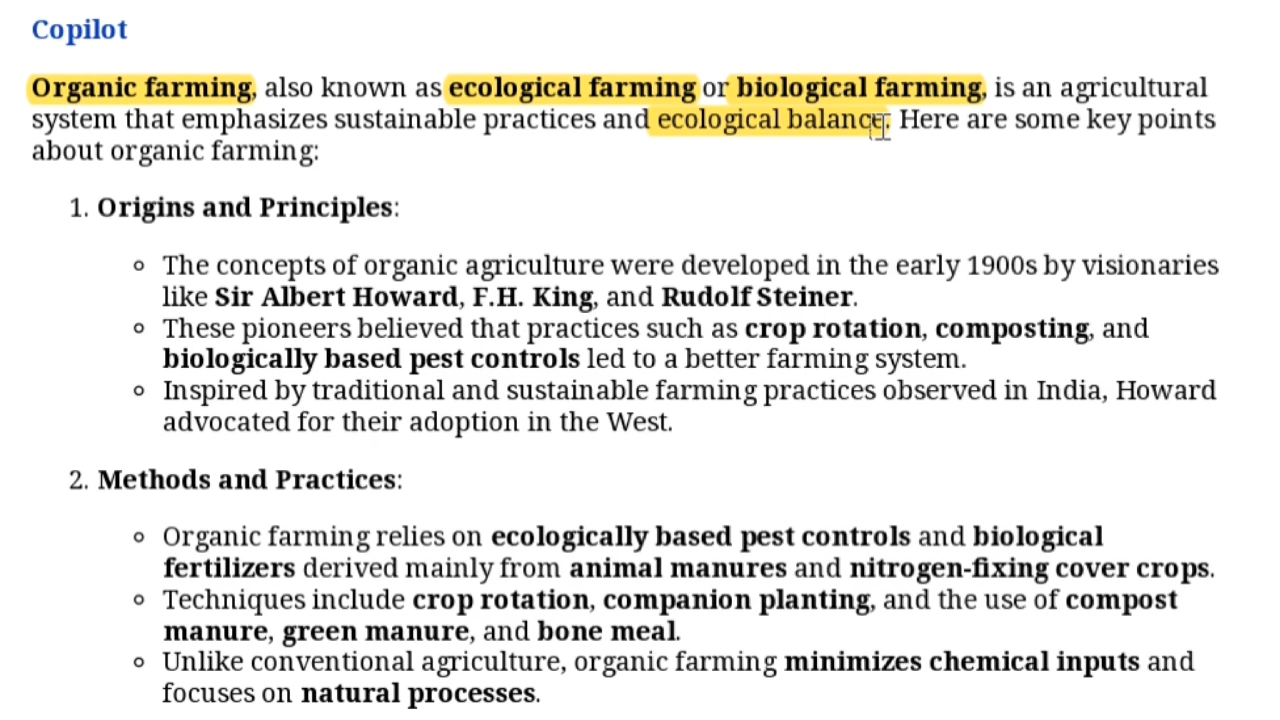 Copilot
Organic farming, also known as ecological farming or biological farming, is an agricultural
system that emphasizes sustainable practices and ecological balance. Here are some key points
about organic farming:
1. Origins and Principles:
◦ The concepts of organic agriculture were developed in the early 1900s by visionaries
like Sir Albert Howard, F.H. King, and Rudolf Steiner.
◦ These pioneers believed that practices such as crop rotation, composting, and
biologically based pest controls led to a better farming system.
◦ Inspired by traditional and sustainable farming practices observed in India, Howard
advocated for their adoption in the West.
2. Methods and Practices:
◦ Organic farming relies on ecologically based pest controls and biological
fertilizers derived mainly from animal manures and nitrogen-fixing cover crops.
◦ Techniques include crop rotation, companion planting, and the use of compost
manure, green manure, and bone meal.
◦ Unlike conventional agriculture, organic farming minimizes chemical inputs and
focuses on natural processes.